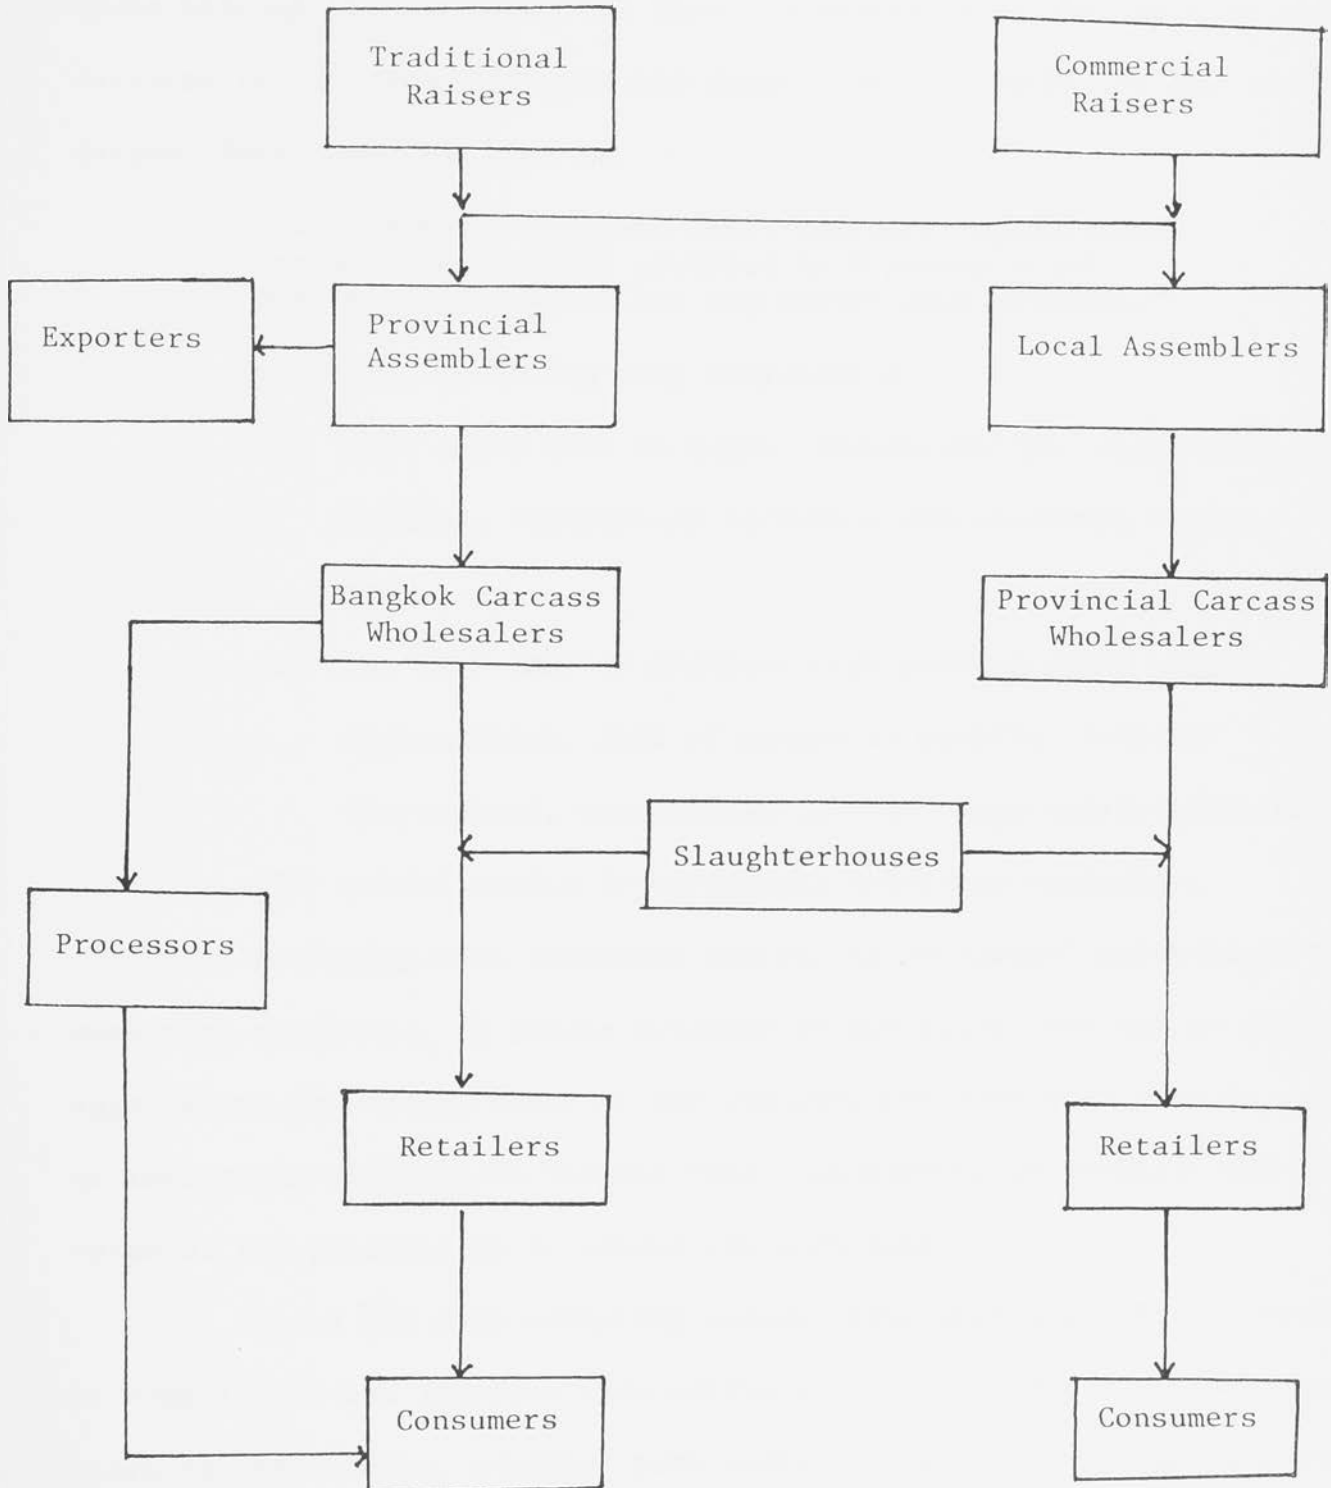 Traditional
Raisers
Commercial
Raisers
Exporters
Provincial
Assemblers
Local Assemblers
Bangkok Carcass
Wholesalers
Provincial Carcass
Wholesalers
Slaughterhouses
Processors
Retailers
Retailers
Consumers
Consumers